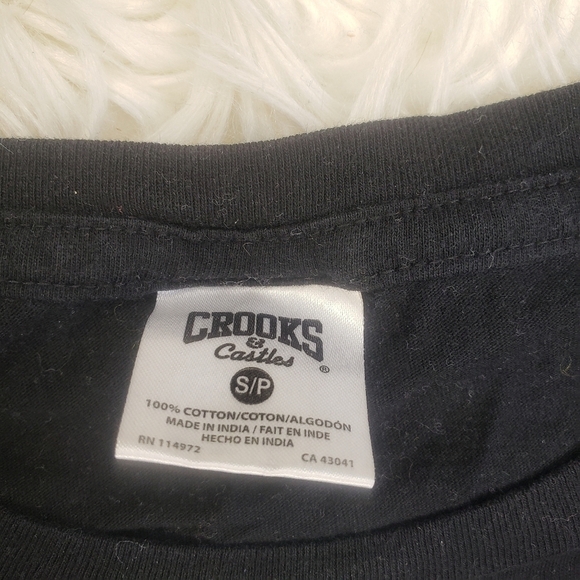 CROOKS
&
Castles ®
S/P
100% COTTON/COTON/ALGODÓN
MADE IN INDIA / FAIT EN INDE
HECHO EN INDIA
RN 114972 CA 43041